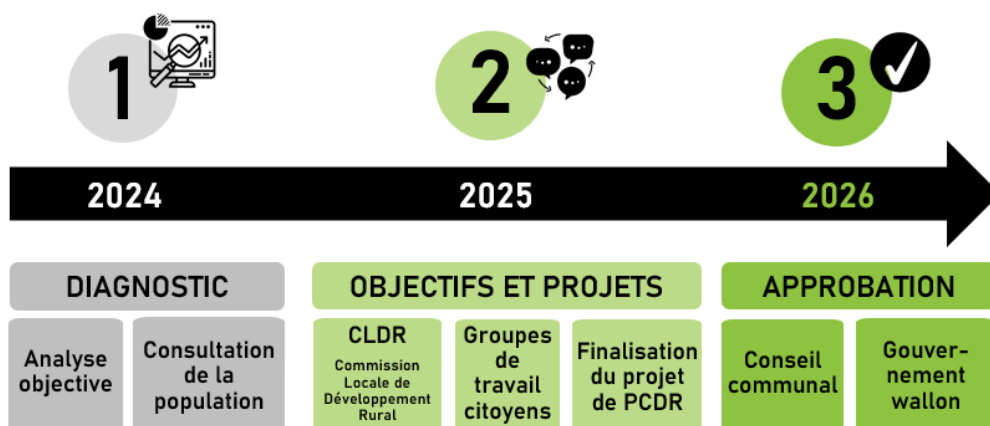 1
2
3
2024
2025
2026
DIAGNOSTIC
OBJECTIFS ET PROJETS
APPROBATION
Analyse
objective
Consultation
de la
population
CLDR
Commission
Locale de
Développement
Rural
Groupes
de
travail
citoyens
Finalisation
du projet
de PCDR
Conseil
communal
Gouver-
nement
wallon